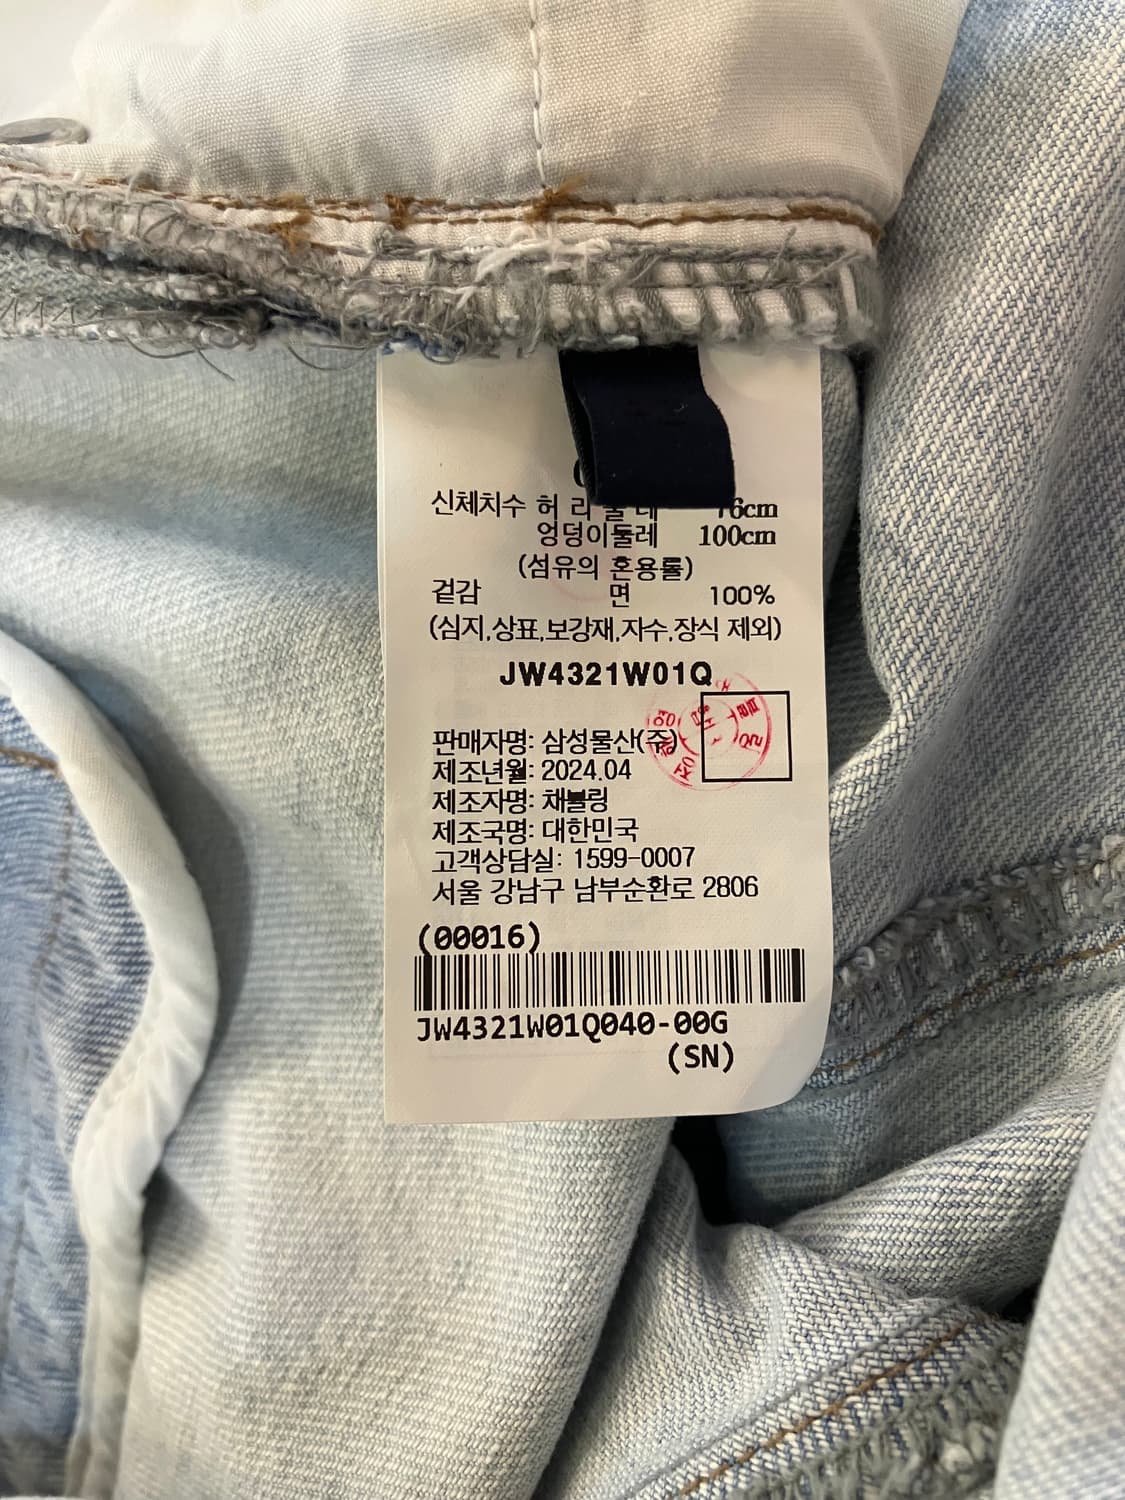 신체치수 허 리 둘 레 76cm
엉덩이둘레 100cm
(섬유의 혼용률)
겉감 면 100%
(심지,상표,보강재,자수,장식 제외)
JW4321W01Q
판매자명: 삼성물산(주)
제조년월: 2024.04
제조자명: 채블링
제조국명: 대한민국
고객상담실: 1599-0007
서울 강남구 남부순환로 2806
(00016)
JW4321W01Q040-00G
(SN)